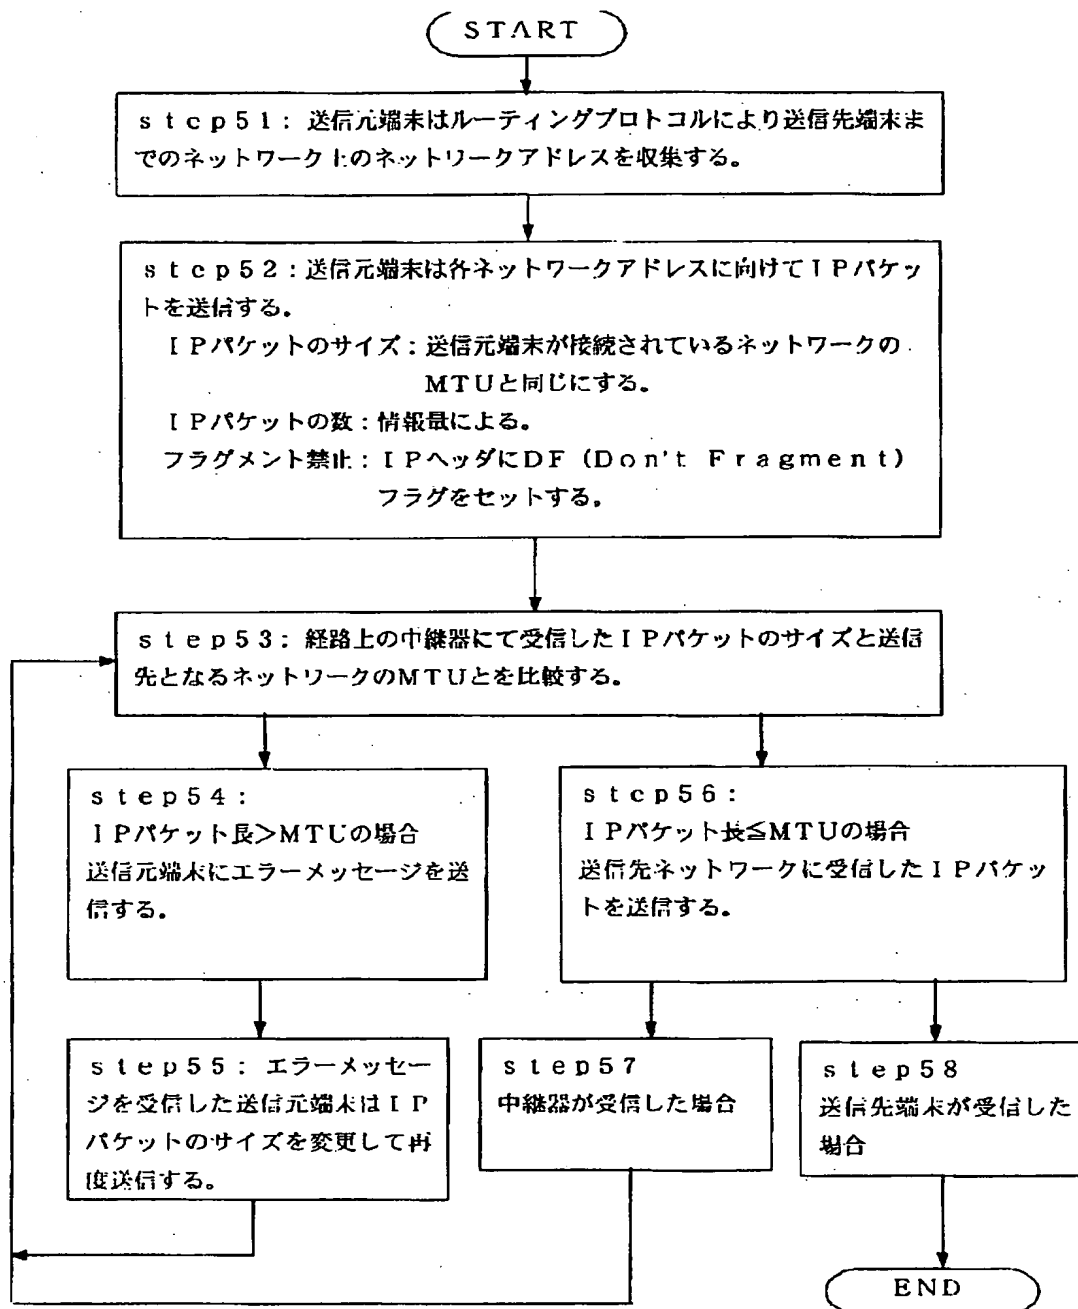 START
step51: 送信元端末はルーティングプロトコルにより送信先端末ま
でのネットワーク上のネットワークアドレスを収集する。
step52:送信元端末は各ネットワークアドレスに向けてIPパケッ
トを送信する。
IPパケットのサイズ:送信元端末が接続されているネットワークの
MTUと同じにする。
IPパケットの数:情報量による。
フラグメント禁止:IPヘッダにDF (Don't Fragment)
フラグをセットする。
step53: 経路上の中継器にて受信したIPパケットのサイズと送信
先となるネットワークのMTUとを比較する。
step54:
IPパケット長>MTUの場合
送信元端末にエラーメッセージを送
信する。
step56:
IPパケット長≦MTUの場合
送信先ネットワークに受信したIPパケッ
トを送信する。
step55: エラーメッセー
ジを受信した送信元端末はIP
パケットのサイズを変更して再
度送信する。
step57
中継器が受信した場合
step58
送信先端末が受信した
場合
END